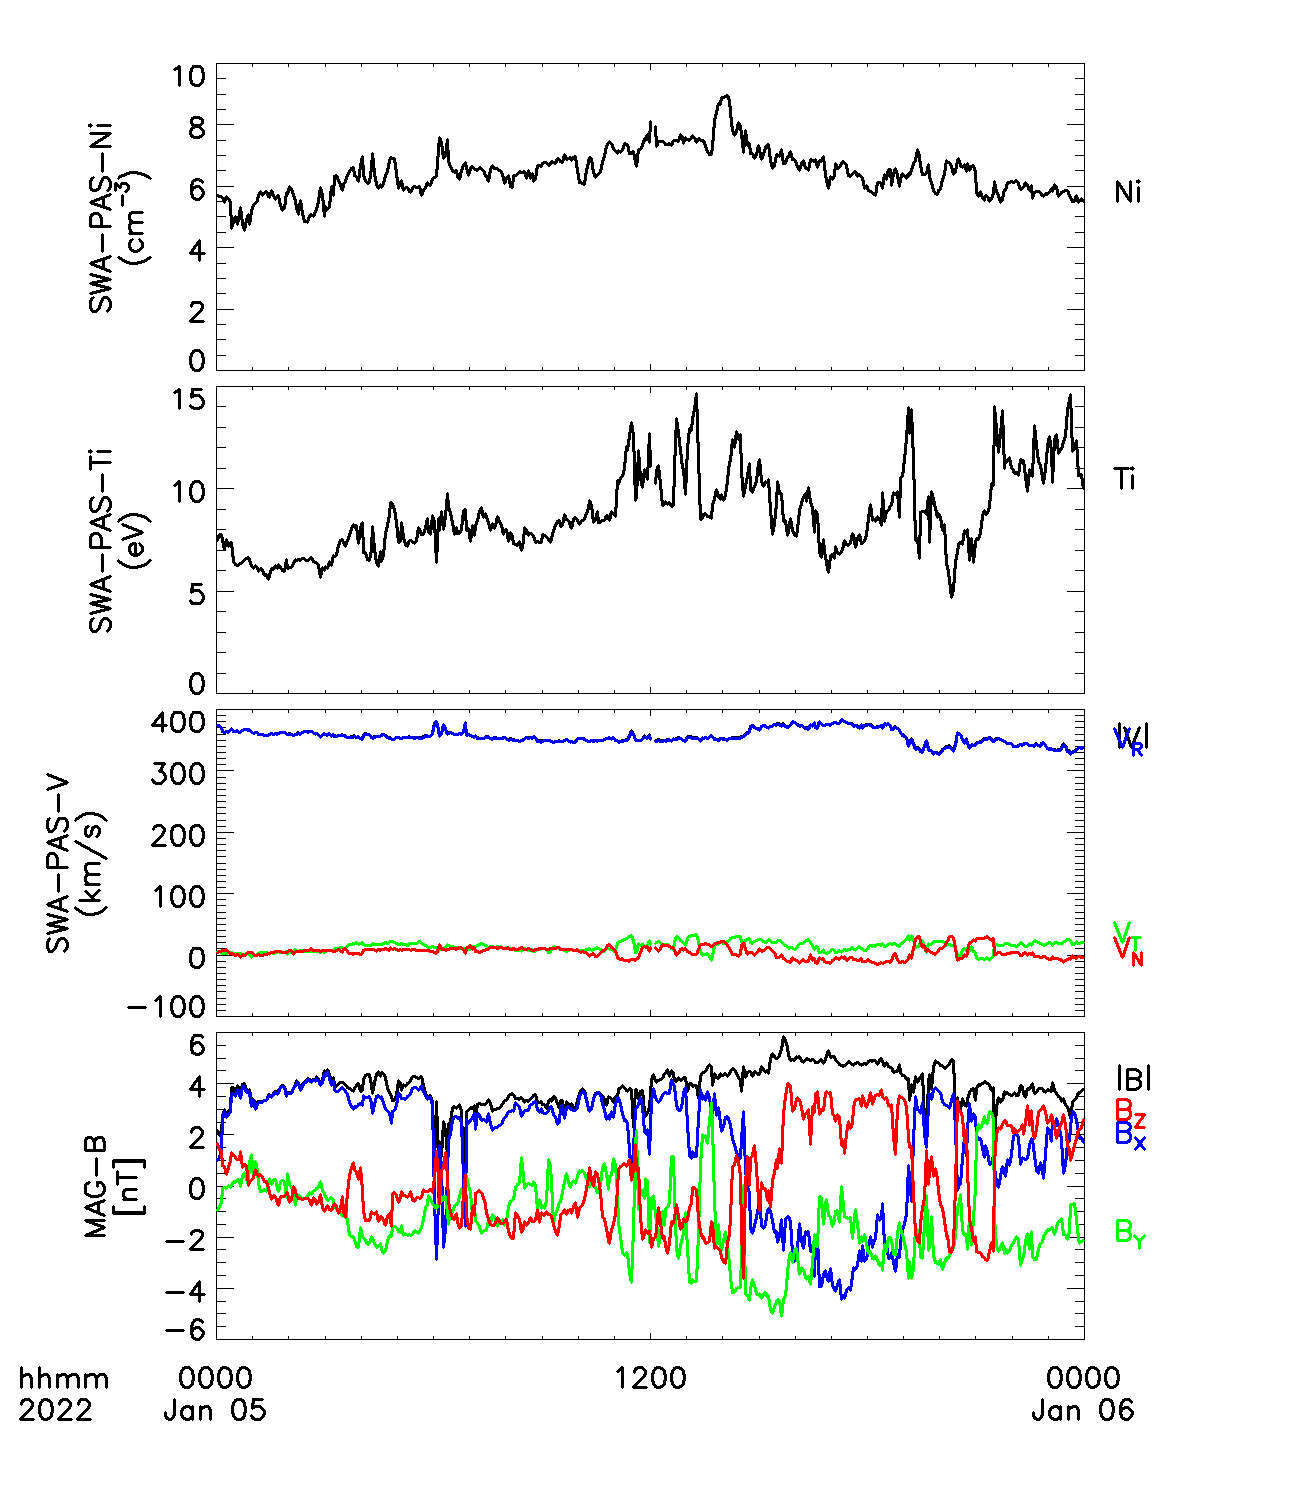 SWA-PAS-Ni
(cm⁻³)
10
8
6
4
2
0
Ni
SWA-PAS-Ti
(eV)
15
10
5
0
Ti
SWA-PAS-V
(km/s)
400
300
200
100
0
-100
|V|
V_R
V_T
V_N
MAG-B
[nT]
6
4
2
0
-2
-4
-6
|B|
B_Z
B_X
B_Y
hhmm 0000 1200 0000
2022 Jan 05 Jan 06